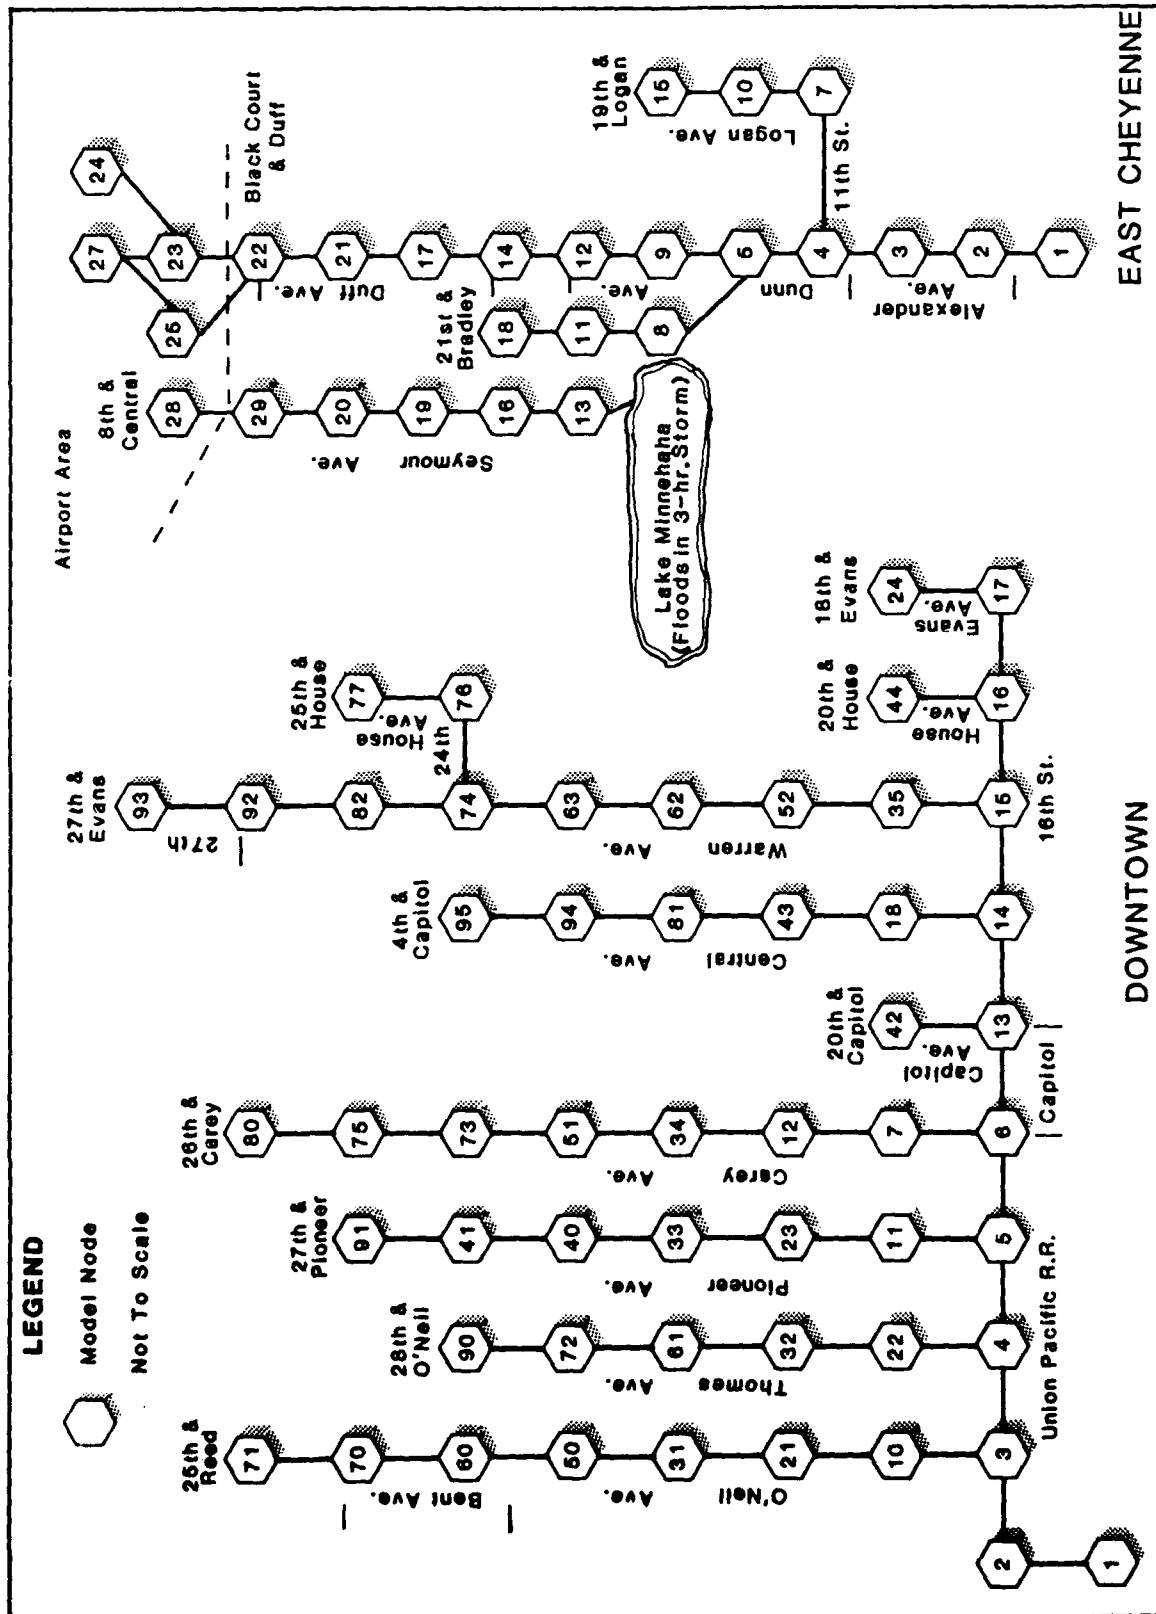 LEGEND
Model Node
Not To Scale
25th &
Reed
71
70
60
50
31
21
10
3
2
1
Bent Ave.
O'Neil Ave.
28th &
O'Neil
90
72
61
32
22
4
Thomes Ave.
27th &
Pioneer
91
41
40
33
23
11
5
Pioneer Ave.
Union Pacific R.R.
26th &
Carey
80
75
73
51
34
12
7
6
Carey Ave.
20th &
Capitol
42
13
Capitol
Ave.
Capitol
4th &
Capitol
95
94
81
43
18
14
Central Ave.
27th &
Evans
93
92
82
74
63
62
52
35
15
27th
Warren Ave.
24th
25th &
House
77
76
House
Ave.
16th St.
20th &
House
44
16
House
Ave.
18th &
Evans
24
17
Evans
Ave.
DOWNTOWN
Airport Area
8th &
Central
28
29
20
19
16
13
Seymour Ave.
Lake Minnehaha
(Floods in 3-hr. Storm)
21st &
Bradley
18
11
8
25
27
23
24
22
21
17
14
12
9
5
4
3
2
1
Black Court
& Duff
Duff Ave.
Dunn Ave.
Alexander
Ave.
11th St.
19th &
Logan
15
10
7
Logan Ave.
EAST CHEYENNE